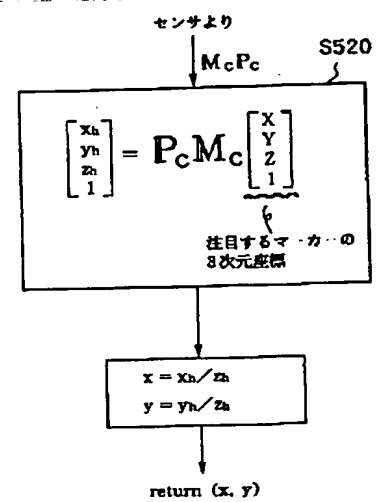 センサより
McPc
S520
[xh yh zh 1] = PcMc [X Y Z 1]
注目するマーカーの
3次元座標
x = xh/zh
y = yh/zh
return (x, y)